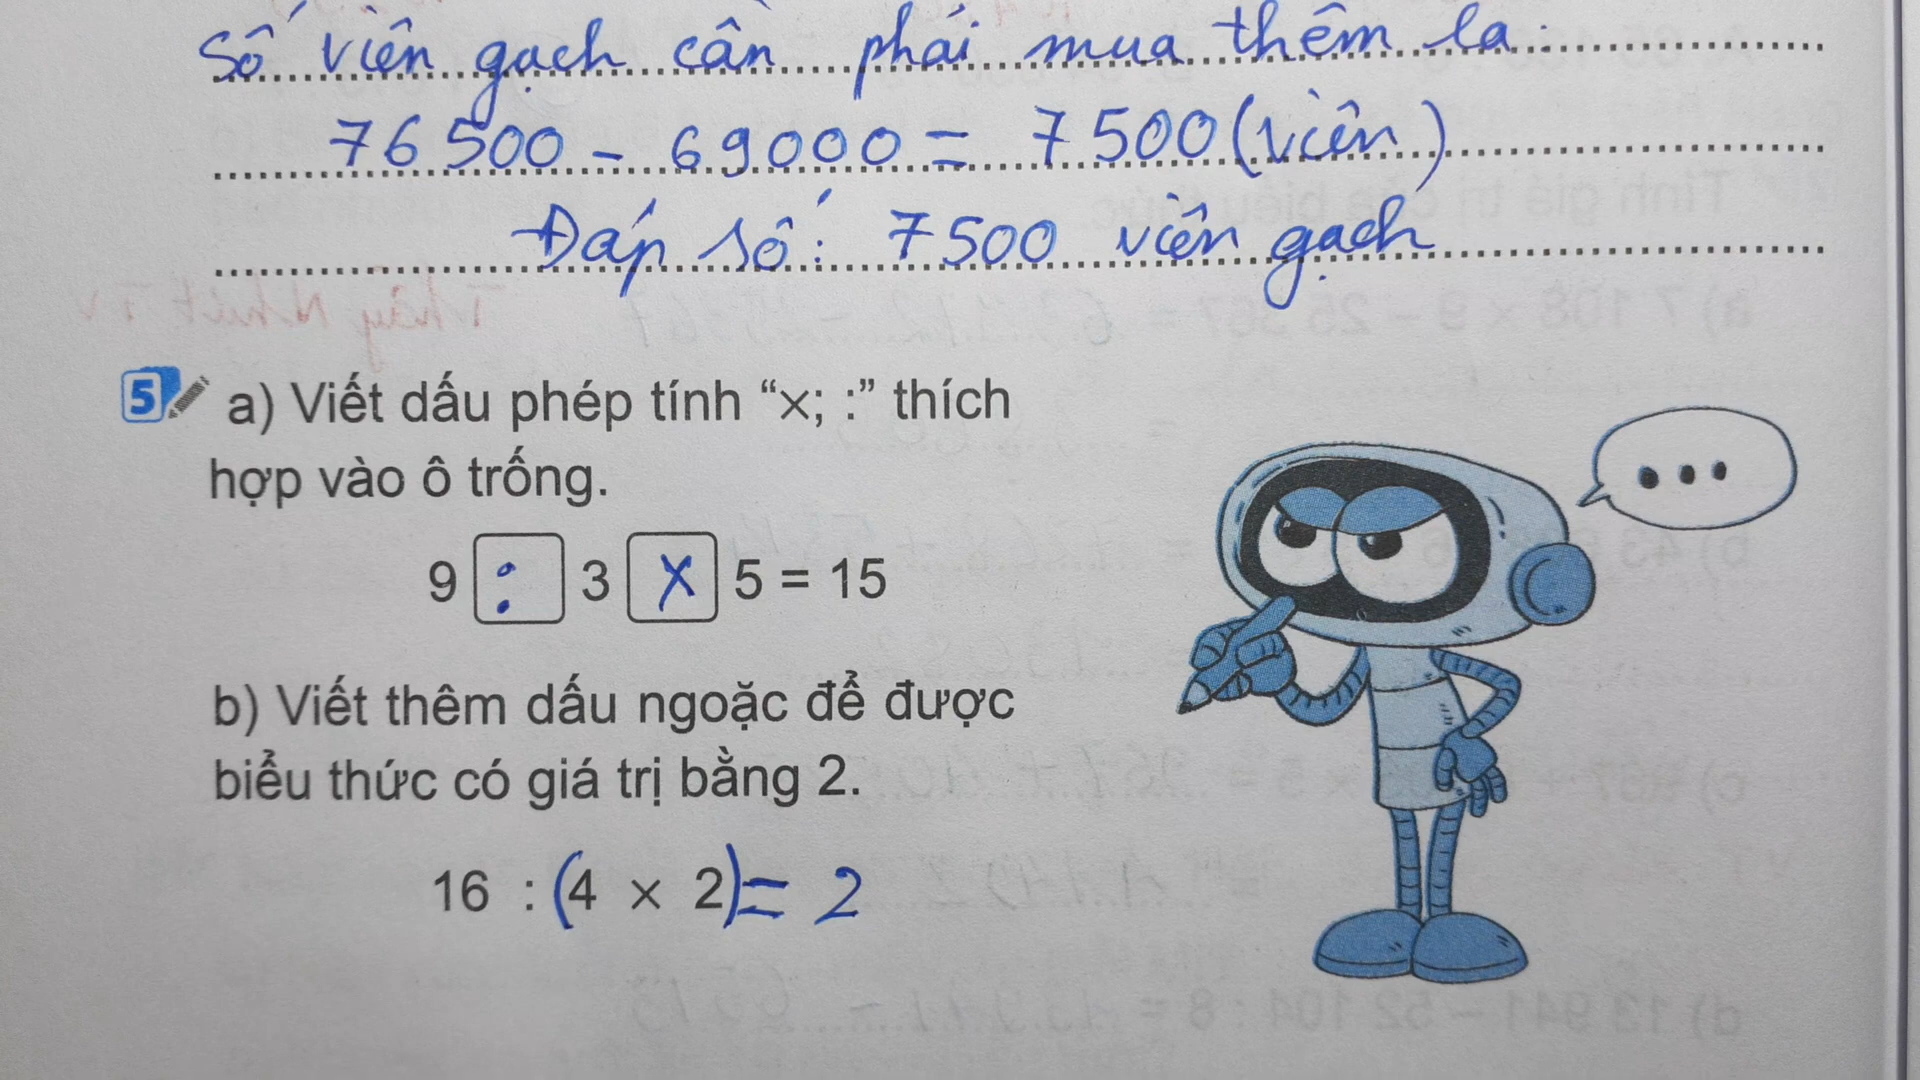 Số viên gạch cần phải mua thêm là:
76 500 - 69000 = 7 500 (viên)
Đáp số: 7 500 viên gạch
5 a) Viết dấu phép tính “×; :” thích
hợp vào ô trống.
9 : 3 × 5 = 15
b) Viết thêm dấu ngoặc để được
biểu thức có giá trị bằng 2.
16 : (4 × 2) = 2